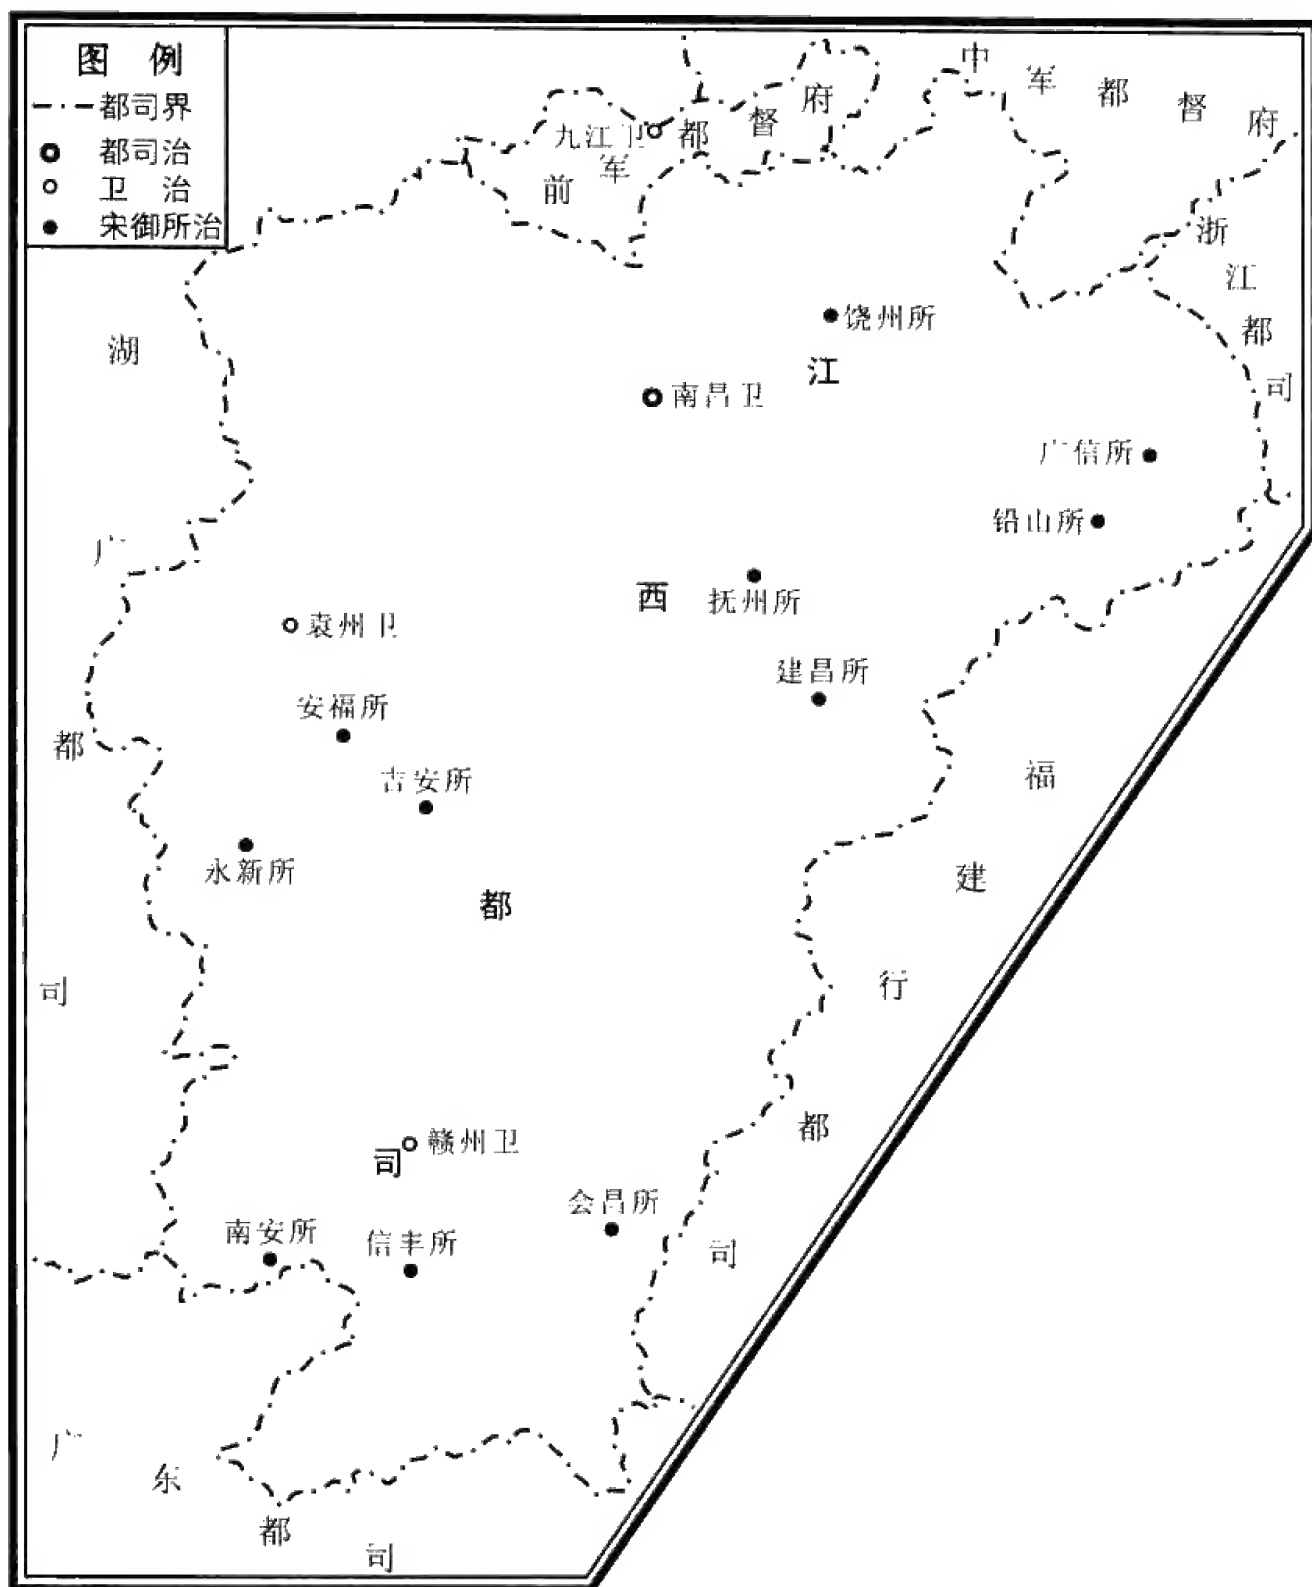 图 例
都司界
都司治
卫 治
宋御所治
中军都督府
前军都督府
九江卫
浙江都司
湖广都司
江西都司
饶州所
南昌卫
广信所
铅山所
抚州所
袁州卫
建昌所
安福所
吉安所
永新所
福建行都司
赣州卫
会昌所
南安所
信丰所
广东都司